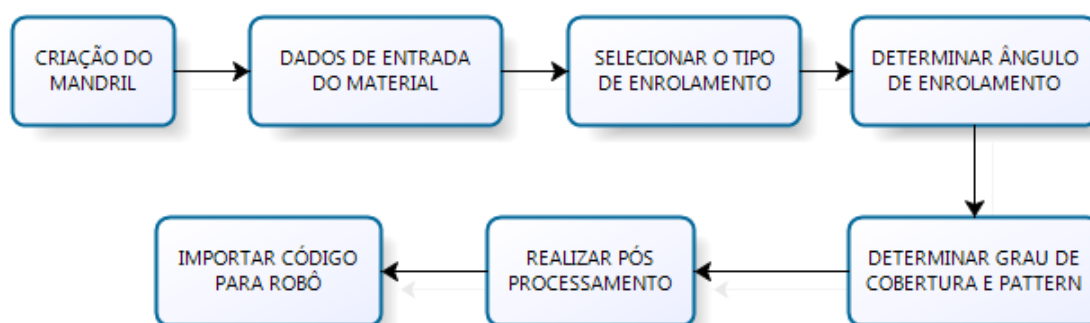 CRIAÇÃO DO
MANDRIL
DADOS DE ENTRADA
DO MATERIAL
SELECIONAR O TIPO
DE ENROLAMENTO
DETERMINAR ÂNGULO
DE ENROLAMENTO
DETERMINAR GRAU DE
COBERTURA E PATTERN
REALIZAR PÓS
PROCESSAMENTO
IMPORTAR CÓDIGO
PARA ROBÔ